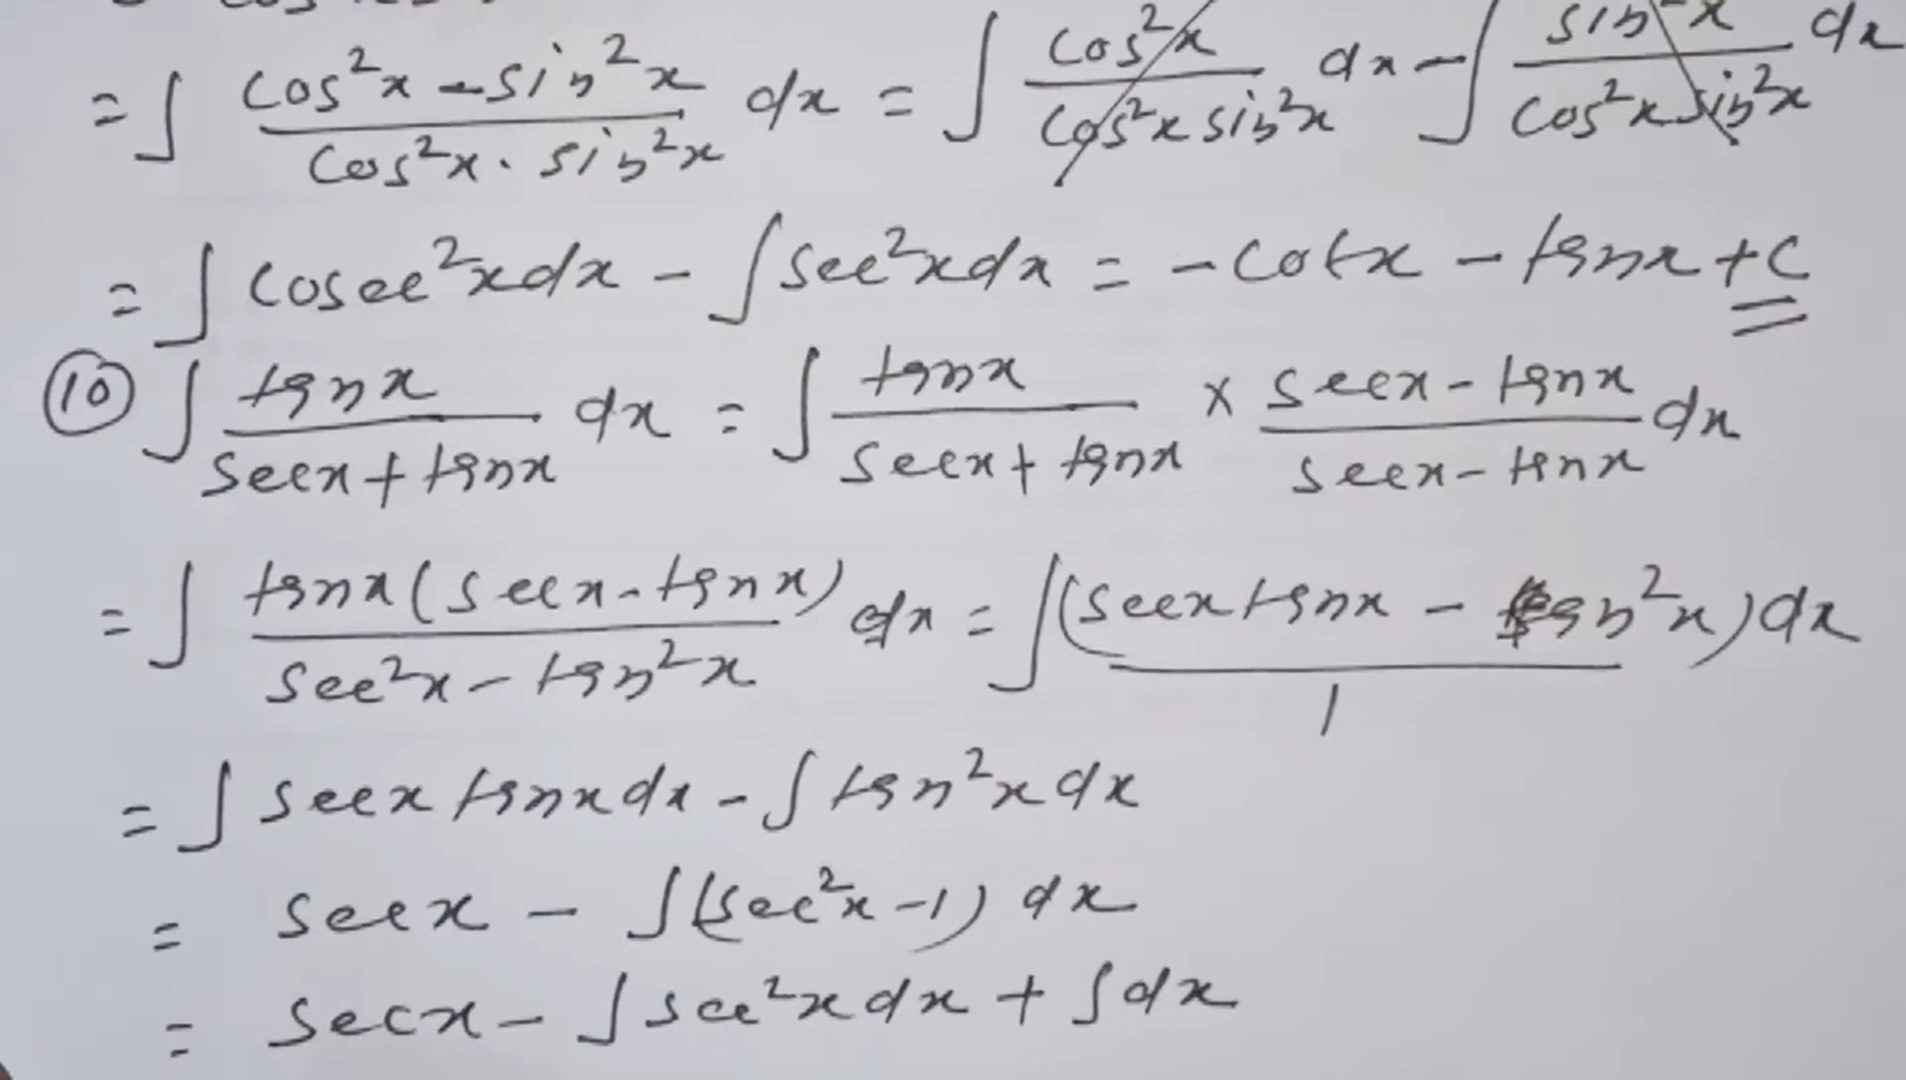 = ∫ (cos²x - sin²x)/(cos²x · sin²x) dx = ∫ cos²x/(cos²x sin²x) dx - ∫ sin²x/(cos²x sin²x) dx
= ∫ cosec²x dx - ∫ sec²x dx = - cotx - tanx + c
(10) ∫ tanx/(secx + tanx) dx = ∫ tanx/(secx + tanx) × (secx - tanx)/(secx - tanx) dx
= ∫ tanx(secx - tanx)/(sec²x - tan²x) dx = ∫ (secx tanx - tan²x) dx/1
= ∫ secx tanx dx - ∫ tan²x dx
= secx - ∫ (sec²x - 1) dx
= secx - ∫ sec²x dx + ∫ dx